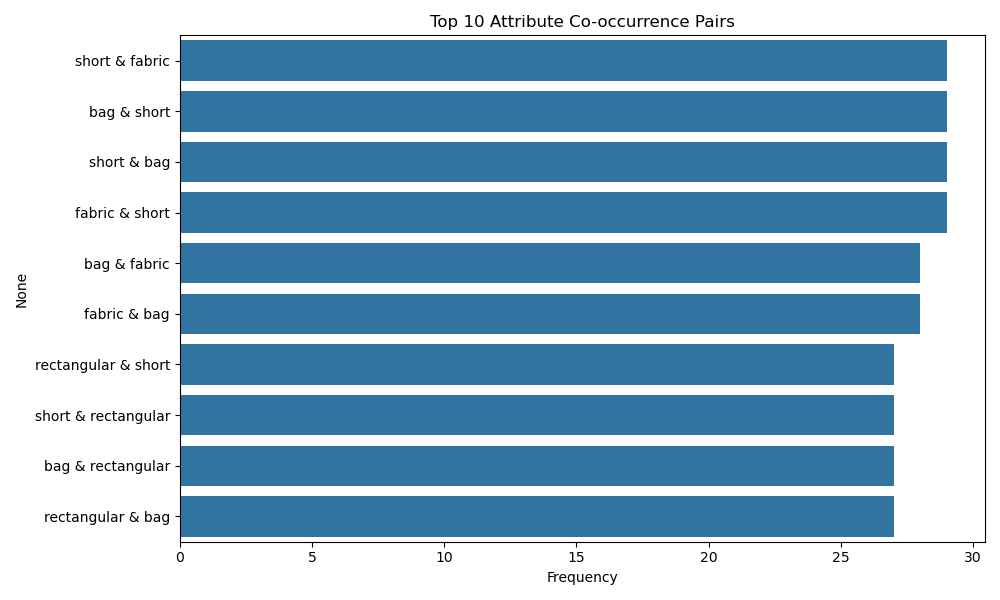 Top 10 Attribute Co-occurrence Pairs
short & fabric
bag & short
short & bag
fabric & short
bag & fabric
fabric & bag
rectangular & short
short & rectangular
bag & rectangular
rectangular & bag
None
0 5 10 15 20 25 30
Frequency